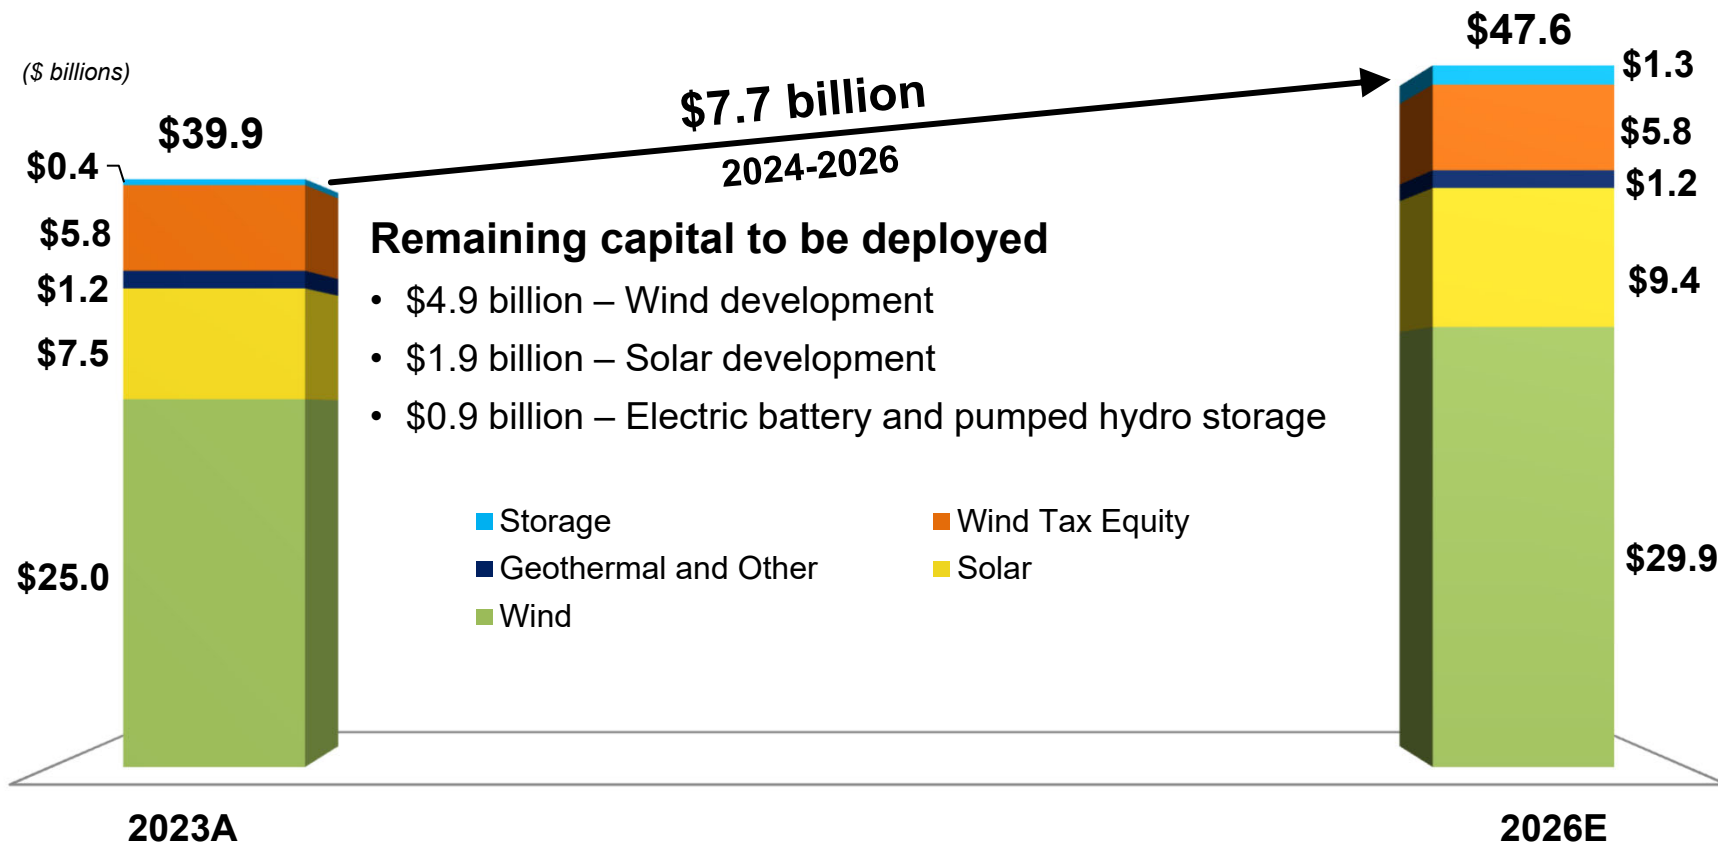 ($ billions)
$39.9
$0.4
$5.8
$1.2
$7.5
$25.0
2023A
$7.7 billion
2024-2026
Remaining capital to be deployed
• $4.9 billion – Wind development
• $1.9 billion – Solar development
• $0.9 billion – Electric battery and pumped hydro storage
Storage
Wind Tax Equity
Geothermal and Other
Solar
Wind
$47.6
$1.3
$5.8
$1.2
$9.4
$29.9
2026E